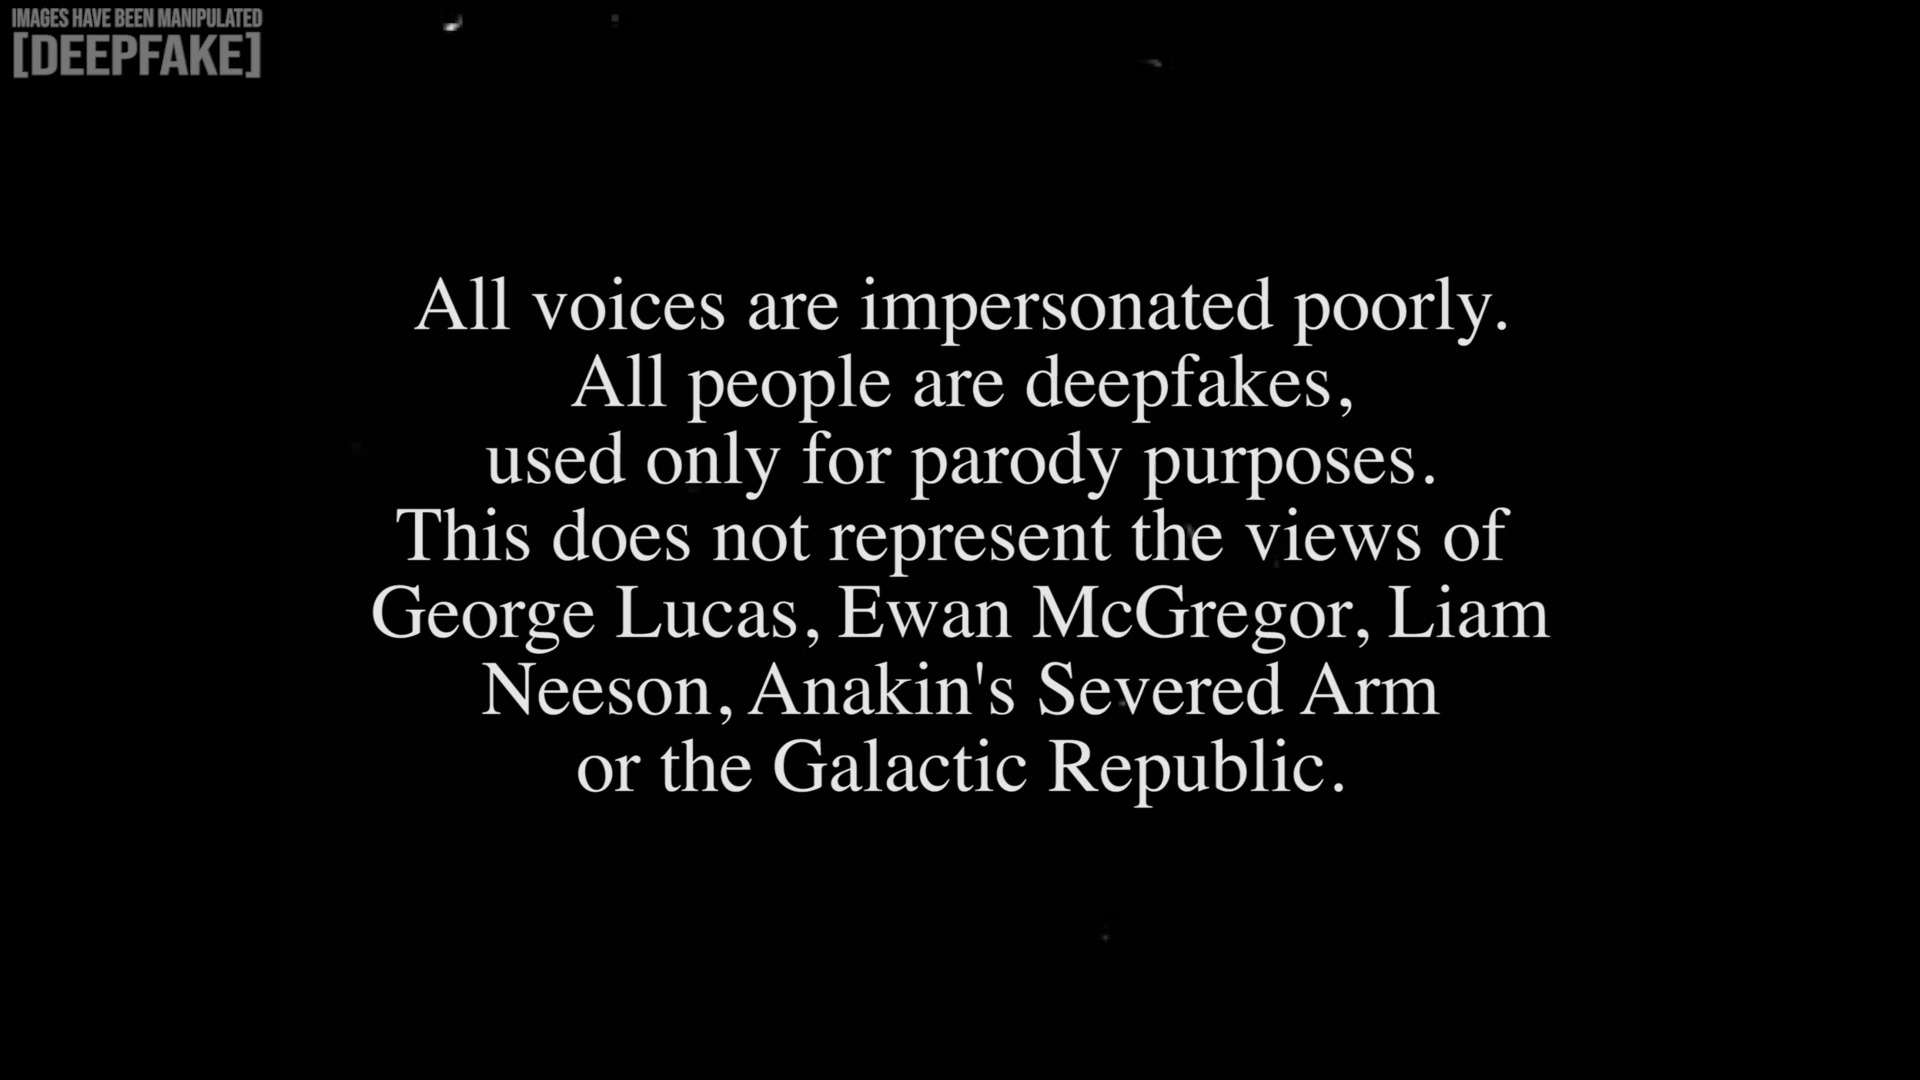 IMAGES HAVE BEEN MANIPULATED
[DEEPFAKE]
All voices are impersonated poorly.
All people are deepfakes,
used only for parody purposes.
This does not represent the views of
George Lucas, Ewan McGregor, Liam
Neeson, Anakin's Severed Arm
or the Galactic Republic.